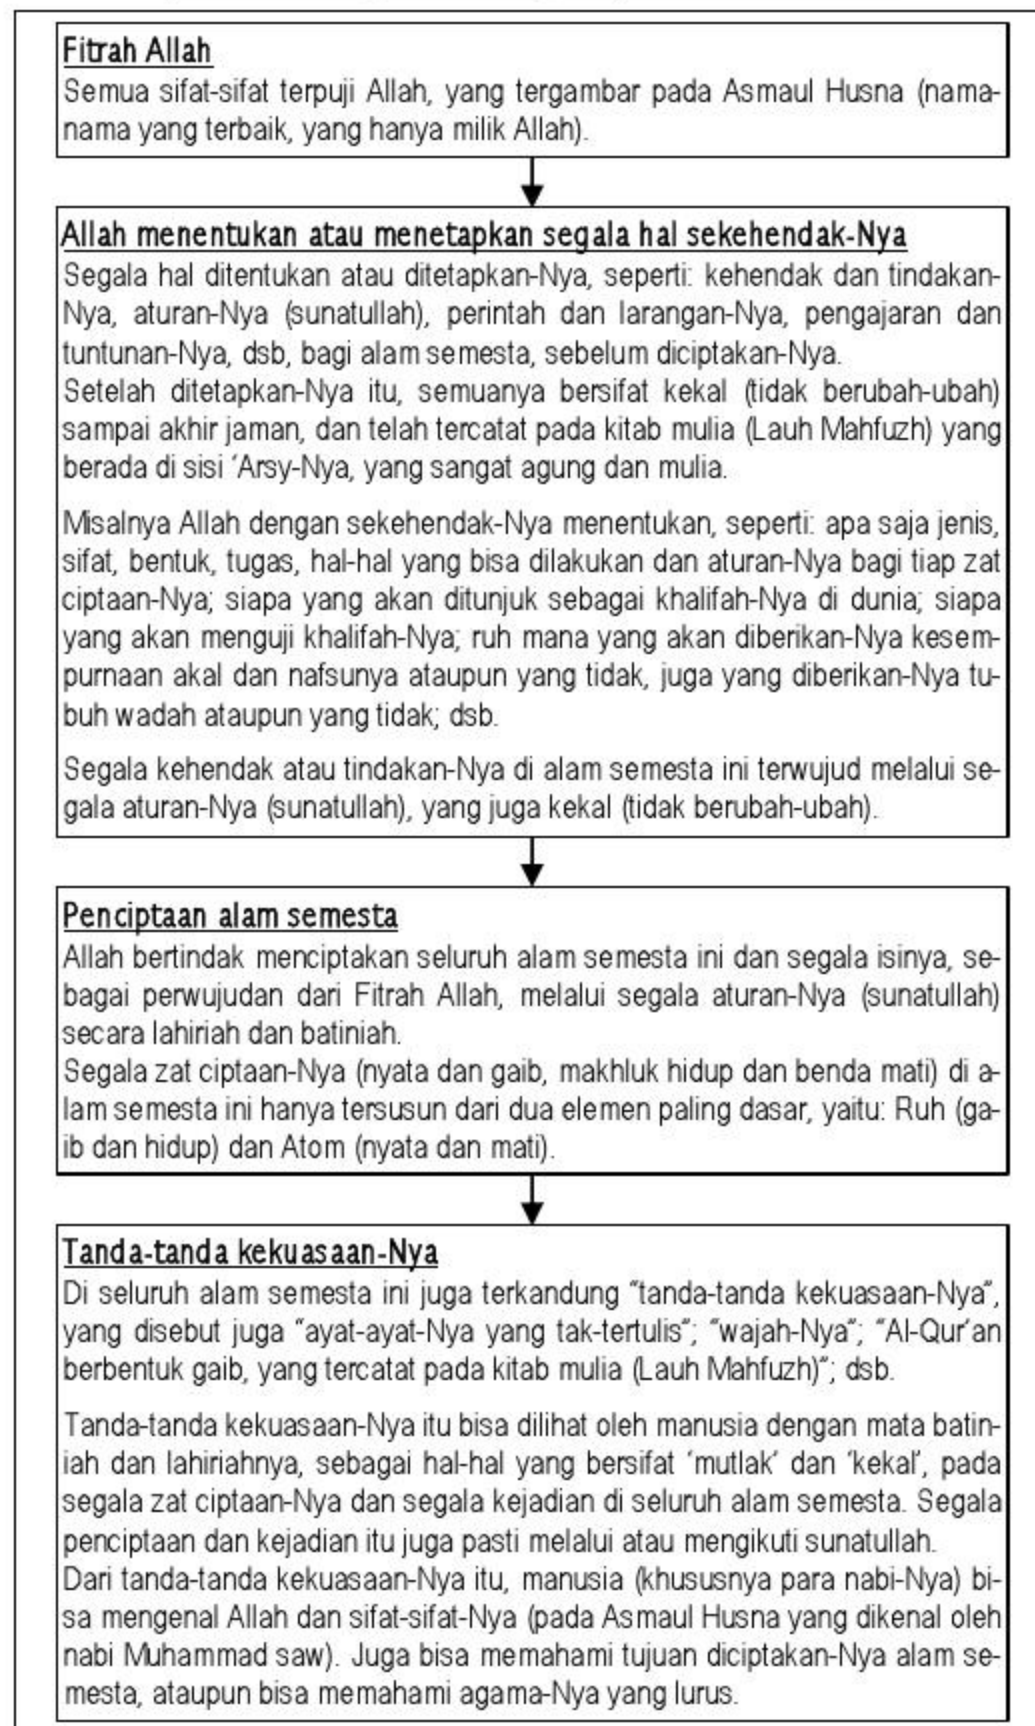 Fitrah Allah
Semua sifat-sifat terpuji Allah, yang tergambar pada Asmaul Husna (nama-
nama yang terbaik, yang hanya milik Allah).
Allah menentukan atau menetapkan segala hal sekehendak-Nya
Segala hal ditentukan atau ditetapkan-Nya, seperti: kehendak dan tindakan-
Nya, aturan-Nya (sunatullah), perintah dan larangan-Nya, pengajaran dan
tuntunan-Nya, dsb, bagi alam semesta, sebelum diciptakan-Nya.
Setelah ditetapkan-Nya itu, semuanya bersifat kekal (tidak berubah-ubah)
sampai akhir jaman, dan telah tercatat pada kitab mulia (Lauh Mahfuzh) yang
berada di sisi ‘Arsy-Nya, yang sangat agung dan mulia.
Misalnya Allah dengan sekehendak-Nya menentukan, seperti: apa saja jenis,
sifat, bentuk, tugas, hal-hal yang bisa dilakukan dan aturan-Nya bagi tiap zat
ciptaan-Nya; siapa yang akan ditunjuk sebagai khalifah-Nya di dunia; siapa
yang akan menguji khalifah-Nya; ruh mana yang akan diberikan-Nya kesem-
purnaan akal dan nafsunya ataupun yang tidak, juga yang diberikan-Nya tu-
buh wadah ataupun yang tidak; dsb.
Segala kehendak atau tindakan-Nya di alam semesta ini terwujud melalui se-
gala aturan-Nya (sunatullah), yang juga kekal (tidak berubah-ubah).
Penciptaan alam semesta
Allah bertindak menciptakan seluruh alam semesta ini dan segala isinya, se-
bagai perwujudan dari Fitrah Allah, melalui segala aturan-Nya (sunatullah)
secara lahiriah dan batiniah.
Segala zat ciptaan-Nya (nyata dan gaib, makhluk hidup dan benda mati) di a-
lam semesta ini hanya tersusun dari dua elemen paling dasar, yaitu: Ruh (ga-
ib dan hidup) dan Atom (nyata dan mati).
Tanda-tanda kekuasaan-Nya
Di seluruh alam semesta ini juga terkandung “tanda-tanda kekuasaan-Nya”,
yang disebut juga “ayat-ayat-Nya yang tak-tertulis”; “wajah-Nya”; “Al-Qur’an
berbentuk gaib, yang tercatat pada kitab mulia (Lauh Mahfuzh)”; dsb.
Tanda-tanda kekuasaan-Nya itu bisa dilihat oleh manusia dengan mata batin-
iah dan lahiriahnya, sebagai hal-hal yang bersifat ‘mutlak’ dan ‘kekal’, pada
segala zat ciptaan-Nya dan segala kejadian di seluruh alam semesta. Segala
penciptaan dan kejadian itu juga pasti melalui atau mengikuti sunatullah.
Dari tanda-tanda kekuasaan-Nya itu, manusia (khususnya para nabi-Nya) bi-
sa mengenal Allah dan sifat-sifat-Nya (pada Asmaul Husna yang dikenal oleh
nabi Muhammad saw). Juga bisa memahami tujuan diciptakan-Nya alam se-
mesta, ataupun bisa memahami agama-Nya yang lurus.